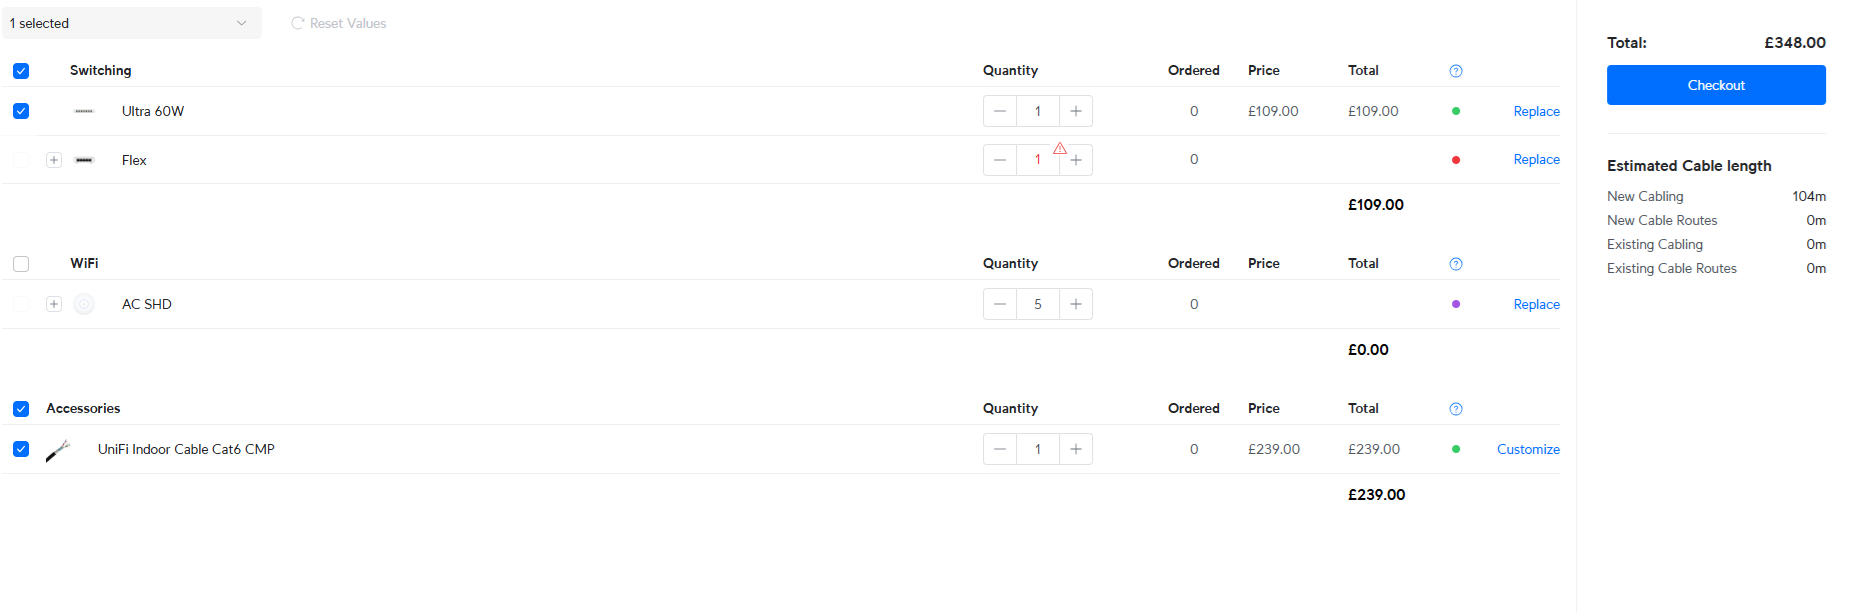 1 selected
Reset Values
Switching Quantity Ordered Price Total
Ultra 60W 1 0 £109.00 £109.00 Replace
Flex 1 0 Replace
£109.00
WiFi Quantity Ordered Price Total
AC SHD 5 0 Replace
£0.00
Accessories Quantity Ordered Price Total
UniFi Indoor Cable Cat6 CMP 1 0 £239.00 £239.00 Customize
£239.00
Total: £348.00
Checkout
Estimated Cable length
New Cabling 104m
New Cable Routes 0m
Existing Cabling 0m
Existing Cable Routes 0m